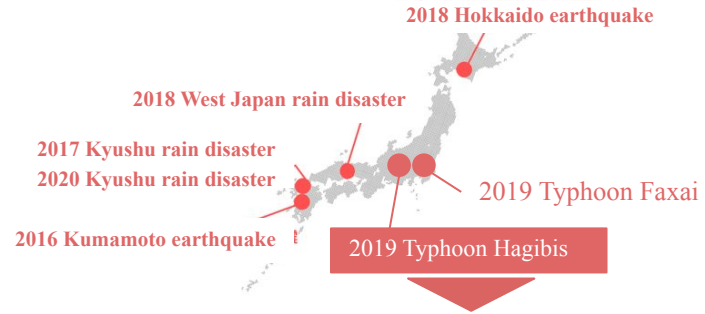 2018 Hokkaido earthquake
2018 West Japan rain disaster
2017 Kyushu rain disaster
2020 Kyushu rain disaster
2019 Typhoon Faxai
2016 Kumamoto earthquake
2019 Typhoon Hagibis